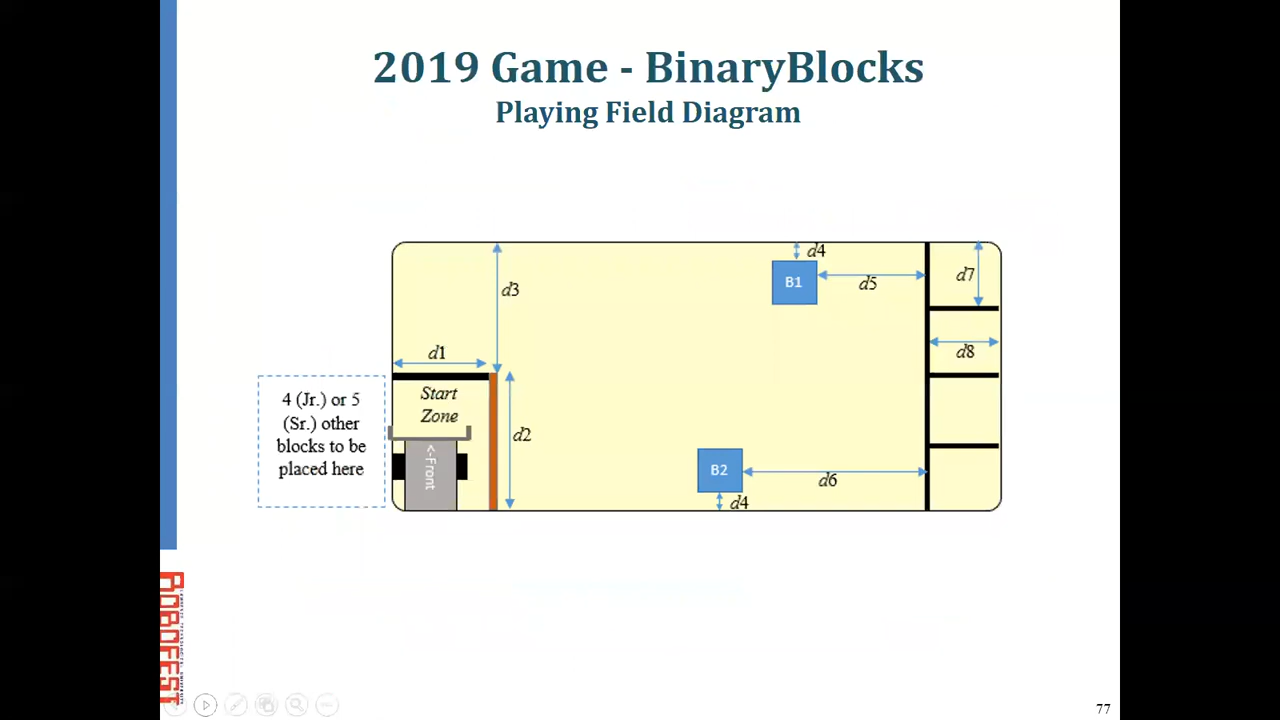 2019 Game - BinaryBlocks
Playing Field Diagram
d4
B1
d5
d7
d3
d8
d1
Start
Zone
4 (Jr.) or 5
(Sr.) other
blocks to be
placed here
<-Front
d2
B2
d6
d4
ROBOFEST
77